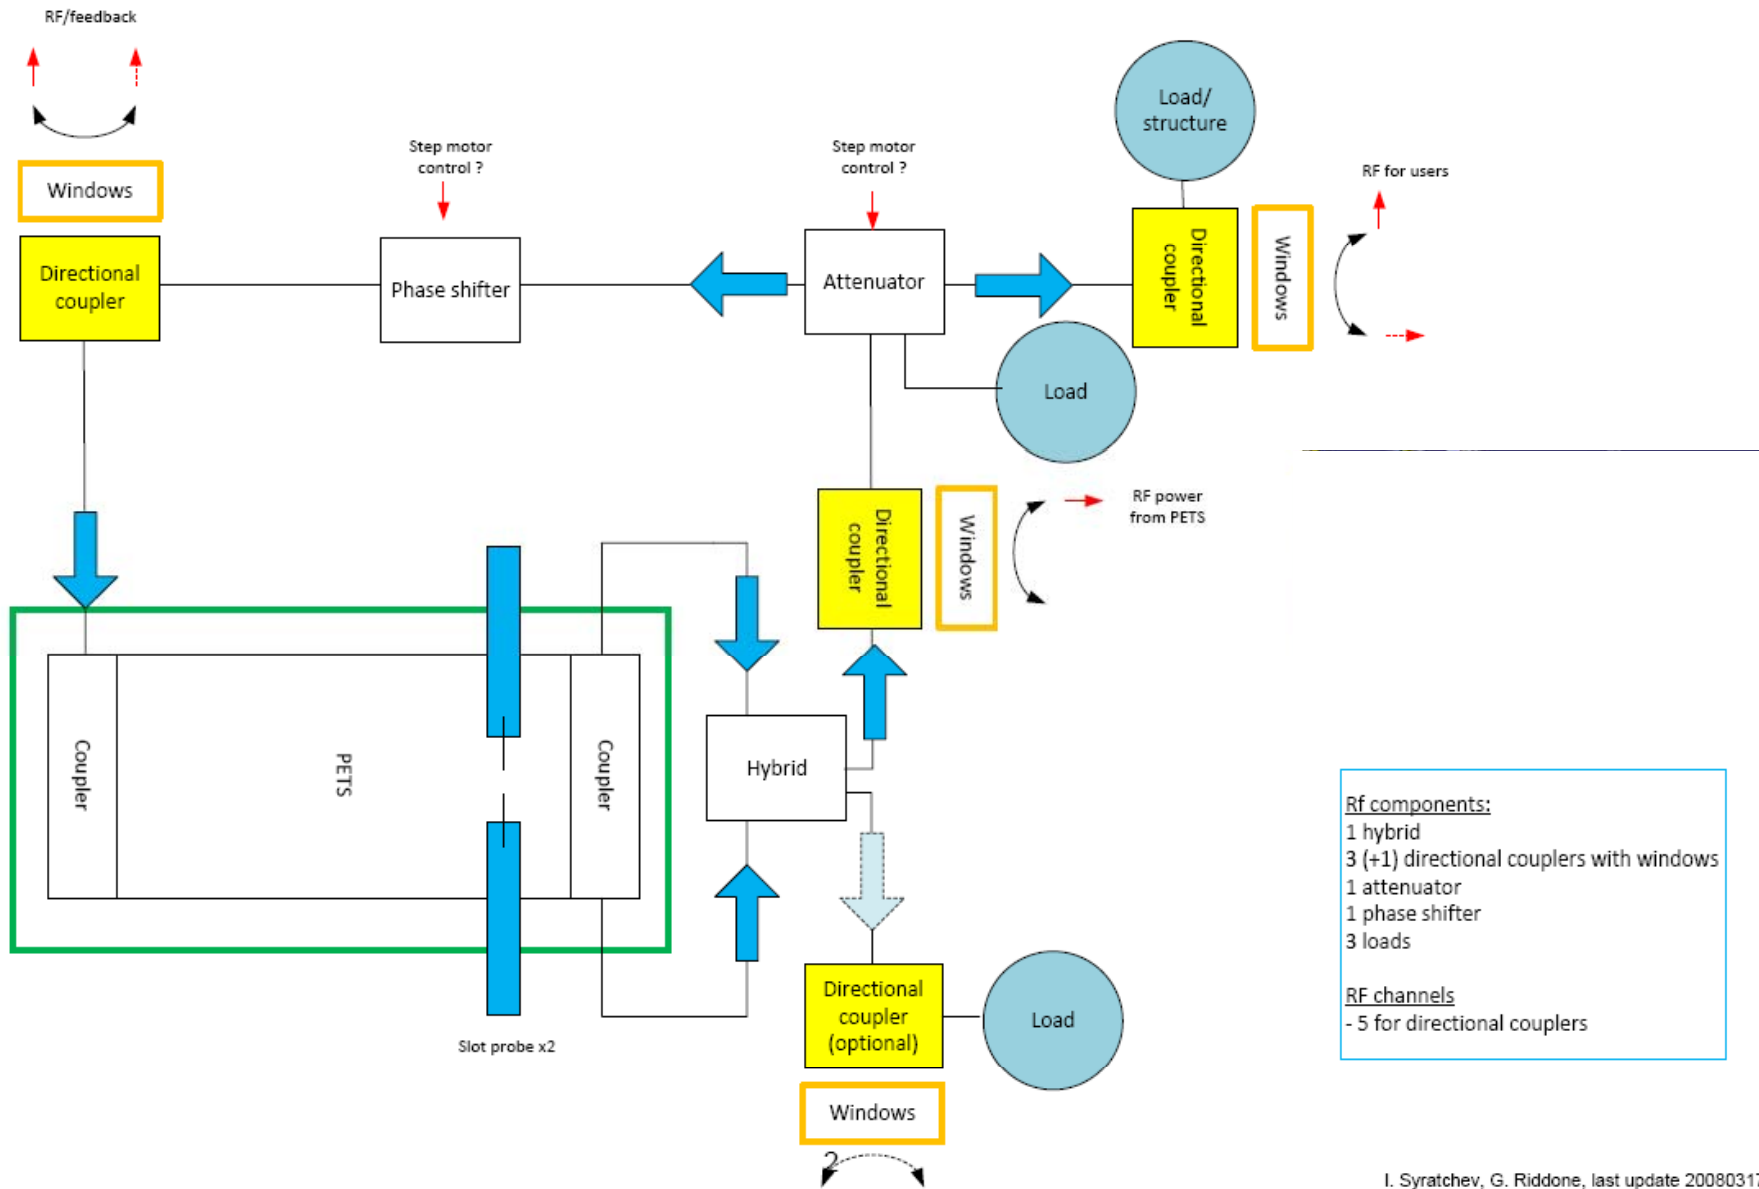 RF/feedback
Windows
Directional
coupler
Step motor
control ?
Phase shifter
Step motor
control ?
Attenuator
Load/
structure
Directional
coupler
Windows
RF for users
Load
Directional
coupler
Windows
RF power
from PETS
Coupler
PETS
Coupler
Hybrid
Slot probe x2
Directional
coupler
(optional)
Load
Windows
2
Rf components:
1 hybrid
3 (+1) directional couplers with windows
1 attenuator
1 phase shifter
3 loads
RF channels
- 5 for directional couplers
I. Syratchev, G. Riddone, last update 20080317